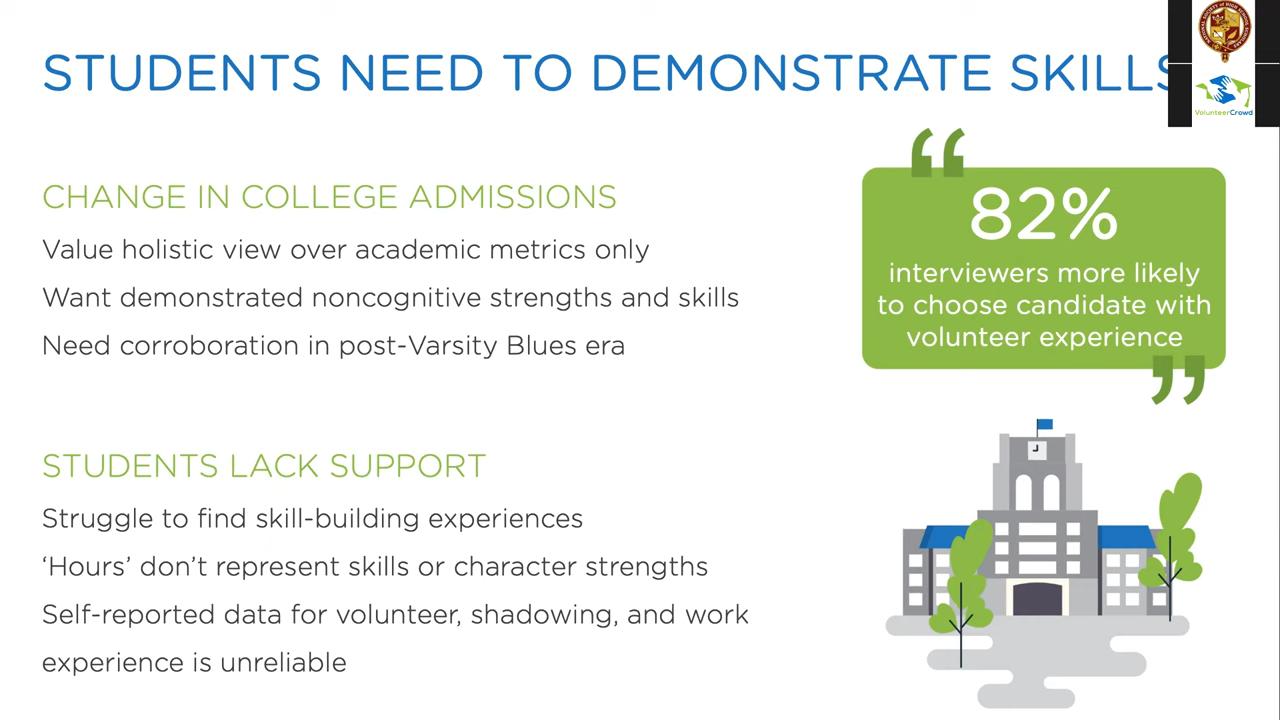 STUDENTS NEED TO DEMONSTRATE SKILLS
VolunteerCrowd
CHANGE IN COLLEGE ADMISSIONS
Value holistic view over academic metrics only
Want demonstrated noncognitive strengths and skills
Need corroboration in post-Varsity Blues era
“
82%
interviewers more likely
to choose candidate with
volunteer experience
”
STUDENTS LACK SUPPORT
Struggle to find skill-building experiences
‘Hours’ don’t represent skills or character strengths
Self-reported data for volunteer, shadowing, and work
experience is unreliable